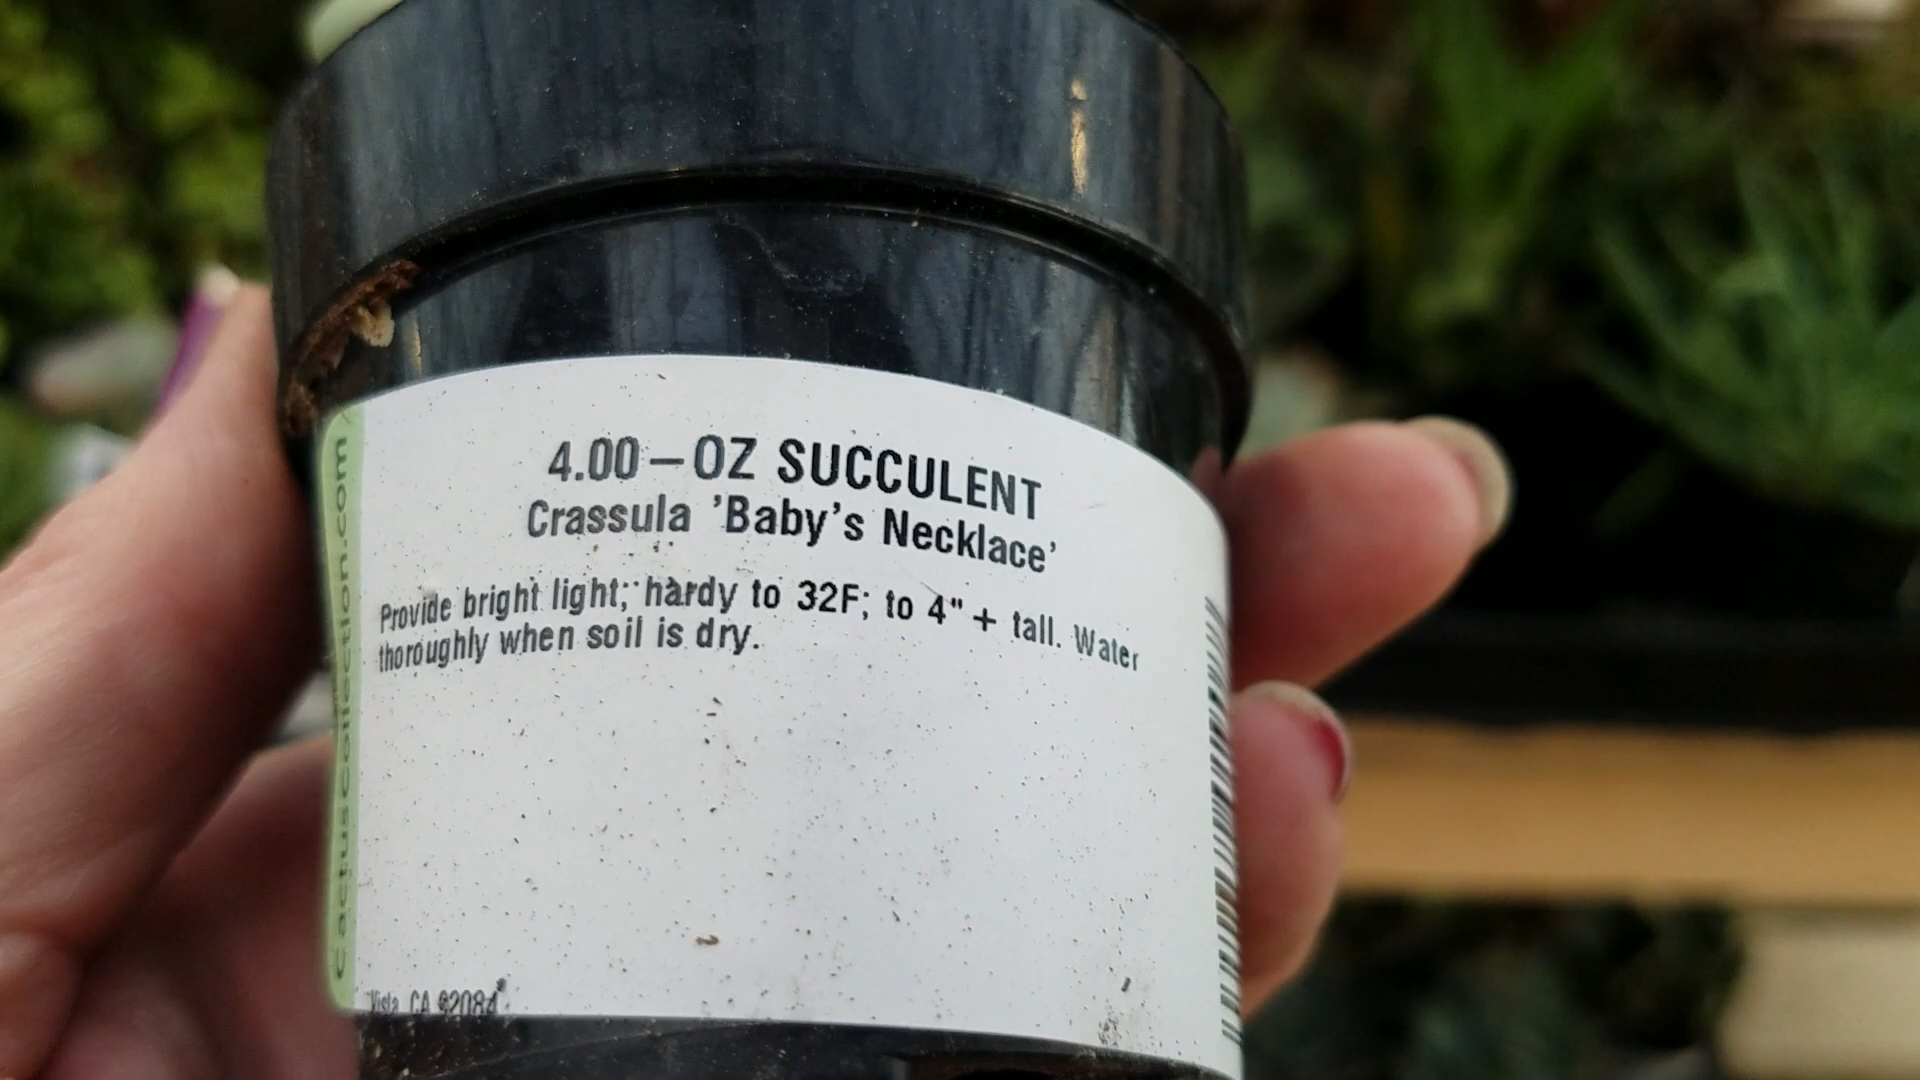 4.00-OZ SUCCULENT
Crassula 'Baby's Necklace'
Provide bright light; hardy to 32F; to 4" + tall. Water
thoroughly when soil is dry.
Cactuscollection.com
Vista, CA 92084